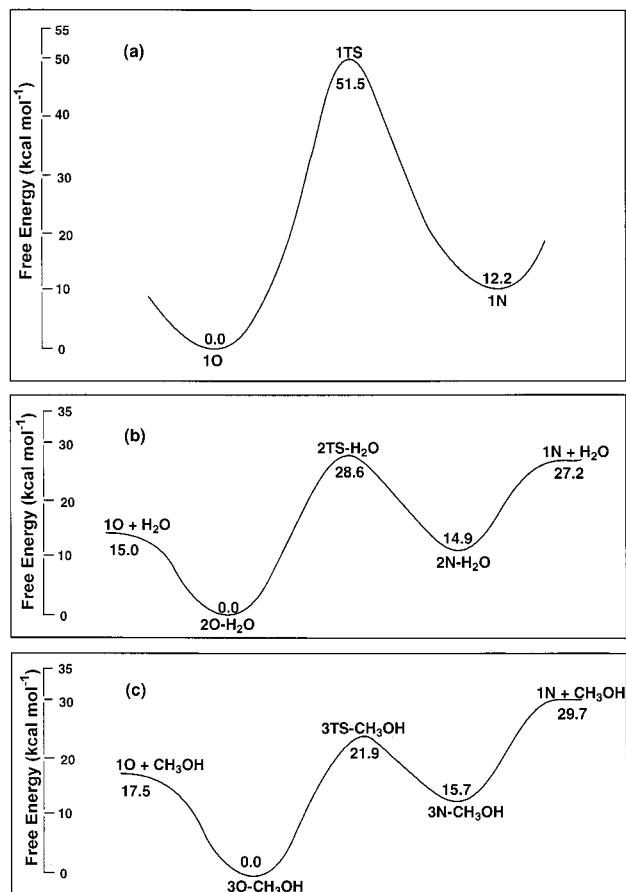 Free Energy (kcal mol⁻¹)
55
50
40
30
20
10
0
(a)
1TS
51.5
12.2
1N
0.0
1O
Free Energy (kcal mol⁻¹)
35
30
20
10
0
(b)
2TS-H₂O
28.6
1N + H₂O
27.2
1O + H₂O
15.0
14.9
2N-H₂O
0.0
2O-H₂O
Free Energy (kcal mol⁻¹)
35
30
20
10
0
(c)
1N + CH₃OH
29.7
3TS-CH₃OH
21.9
1O + CH₃OH
17.5
15.7
3N-CH₃OH
0.0
3O-CH₃OH